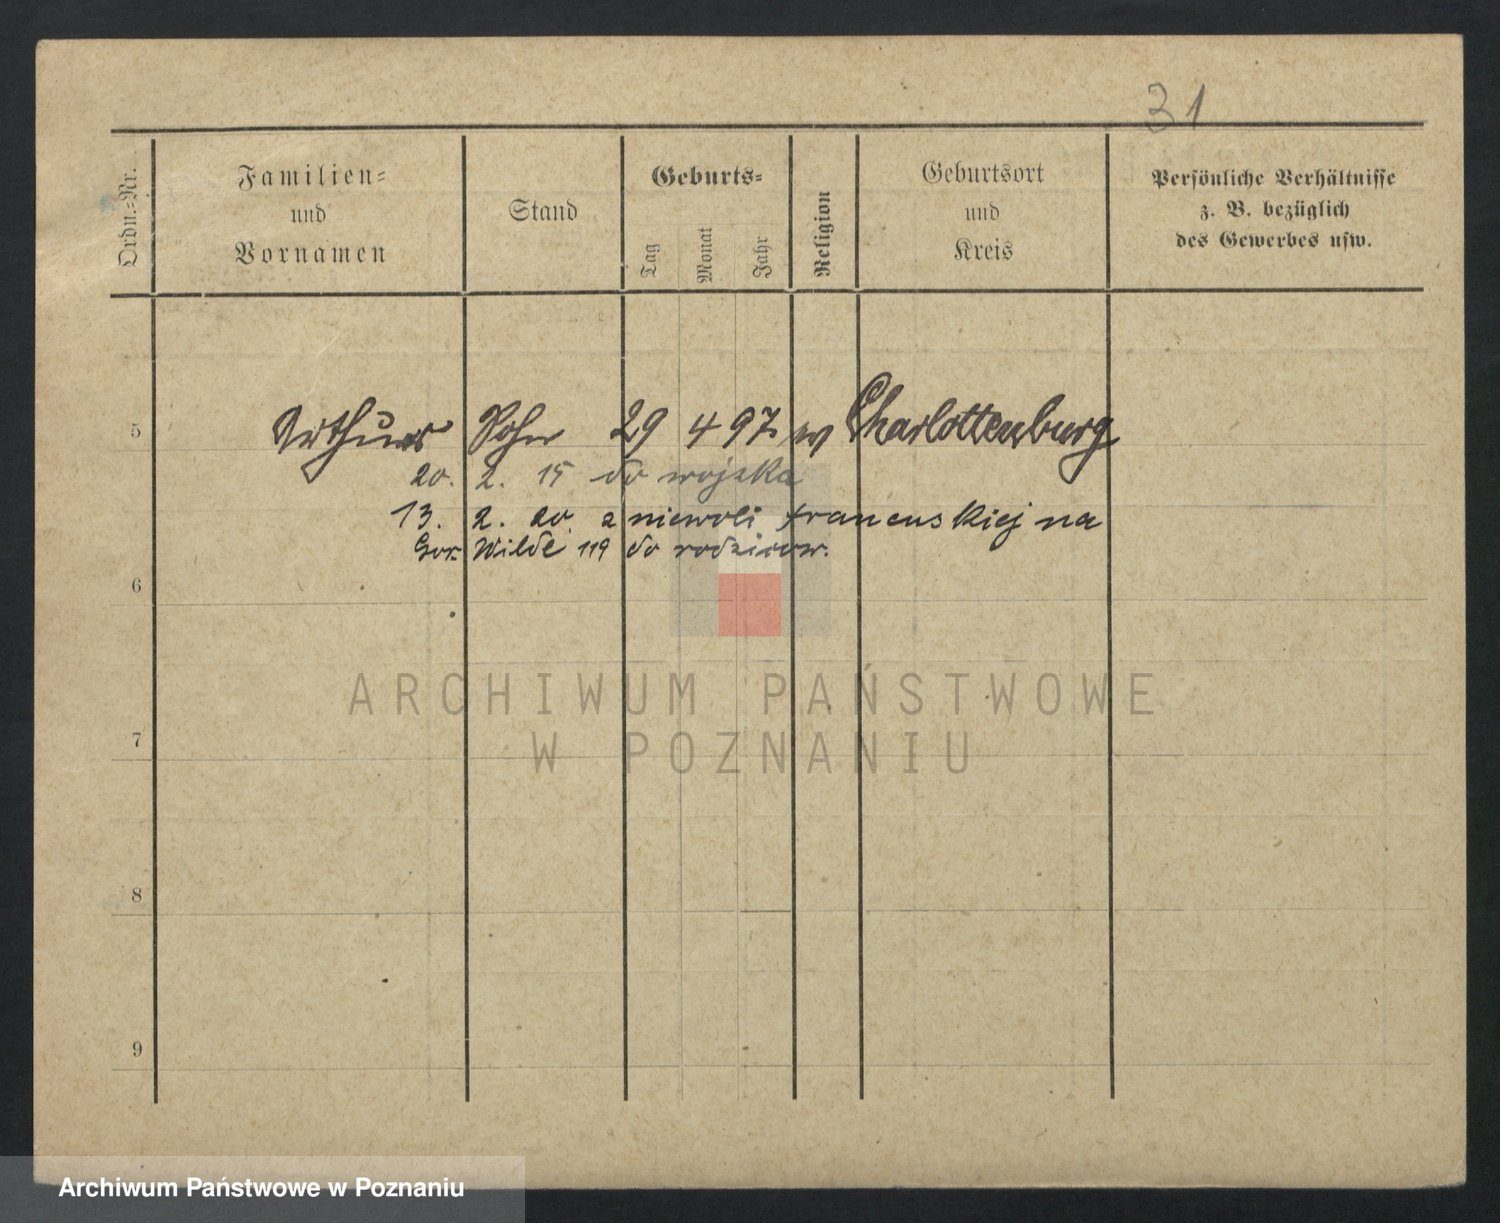 31
Ordn.-Nr.
Familien-
und
Vornamen
Stand
Geburts-
Tag
Monat
Jahr
Religion
Geburtsort
und
Kreis
Persönliche Verhältnisse
z. B. bezüglich
des Gewerbes usw.
5 Arthur Sohn 29 4 97 w Charlottenburg
20. 2. 15 do wojska
13. 2. 20 z niewoli francuskiej na
Gór. Wilde 119 do rodziców.
6
ARCHIWUM PAŃSTWOWE
7
W POZNANIU
8
9
Archiwum Państwowe w Poznaniu